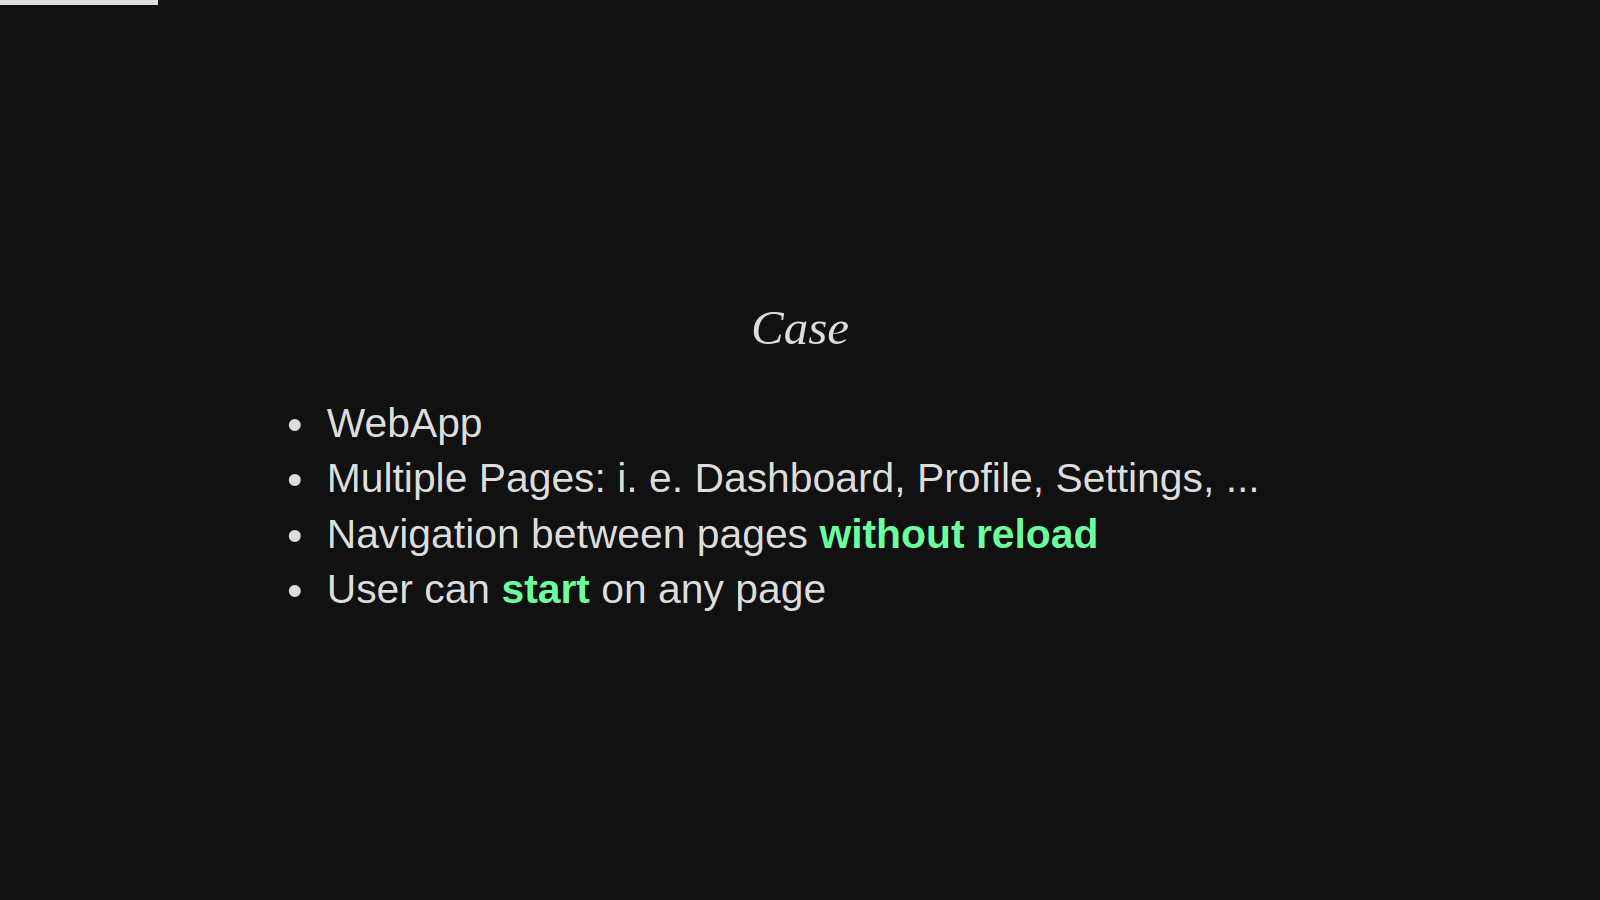 Case
• WebApp
• Multiple Pages: i. e. Dashboard, Profile, Settings, ...
• Navigation between pages without reload
• User can start on any page